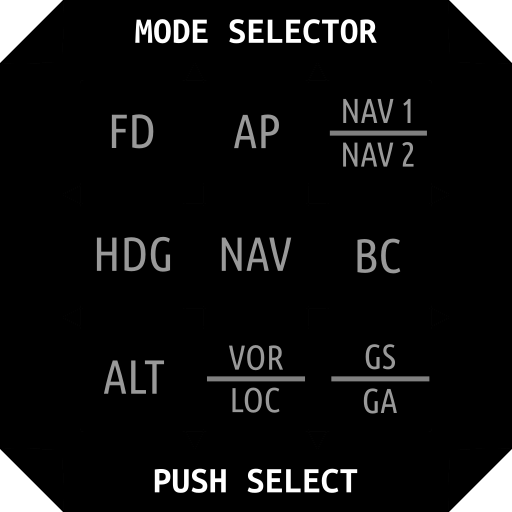 MODE SELECTOR
FD AP NAV 1
NAV 2
HDG NAV BC
ALT VOR GS
LOC GA
PUSH SELECT